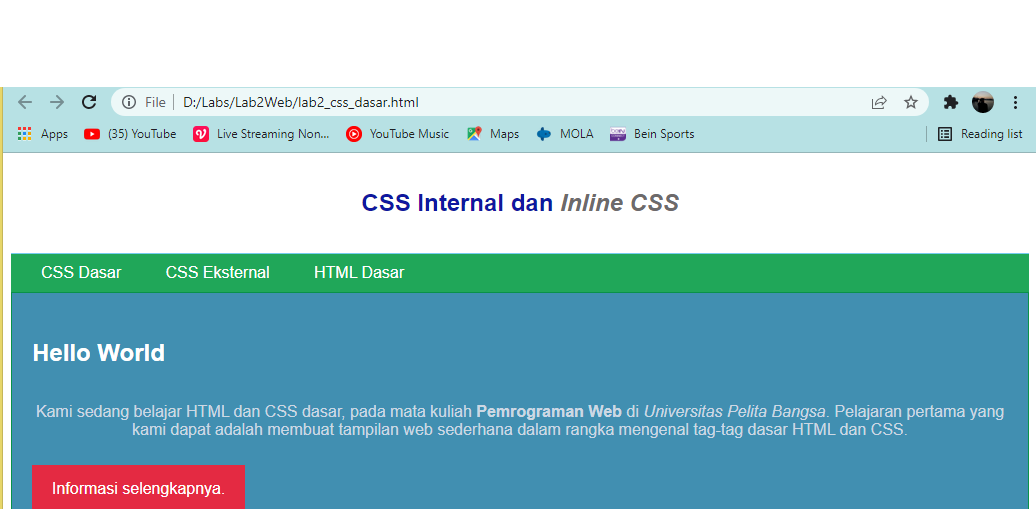 File D:/Labs/Lab2Web/lab2_css_dasar.html
Apps (35) YouTube Live Streaming Non... YouTube Music Maps MOLA Bein Sports Reading list
CSS Internal dan Inline CSS
CSS Dasar CSS Eksternal HTML Dasar
Hello World
Kami sedang belajar HTML dan CSS dasar, pada mata kuliah Pemrograman Web di Universitas Pelita Bangsa. Pelajaran pertama yang
kami dapat adalah membuat tampilan web sederhana dalam rangka mengenal tag-tag dasar HTML dan CSS.
Informasi selengkapnya.